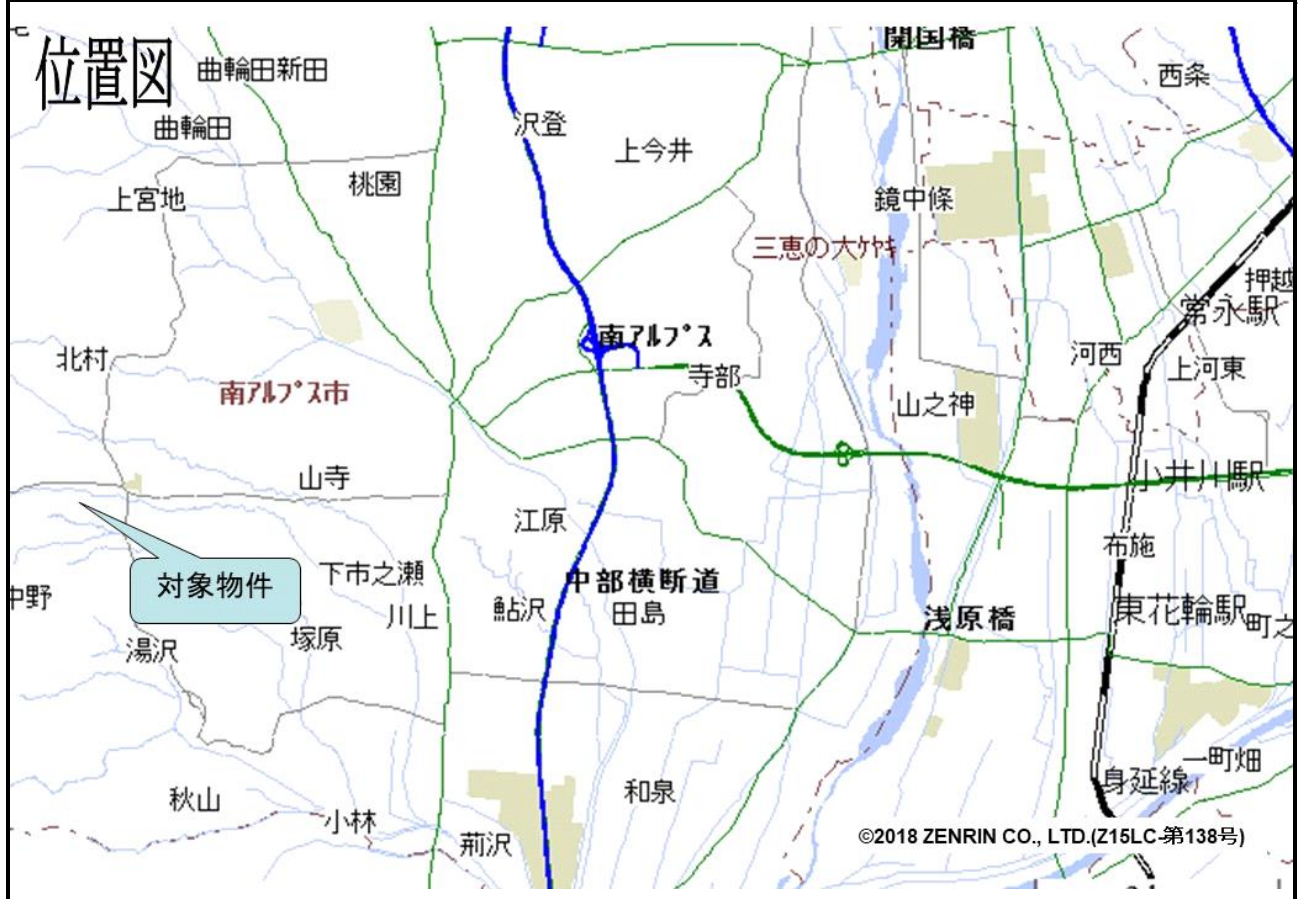 位置図
開国橋
曲輪田新田
西条
曲輪田
沢登
上今井
桃園
上宮地
鏡中條
三恵の大ケヤキ
押越
常永駅
南アルプス
北村
河西
上河東
寺部
南アルプス市
山之神
山寺
小井川駅
江原
布施
対象物件
下市之瀬
中部横断道
中野
鮎沢
田島
川上
浅原橋
東花輪駅
町之
塚原
湯沢
一町畑
身延線
秋山
和泉
小林
荊沢
©2018 ZENRIN CO., LTD.(Z15LC-第138号)